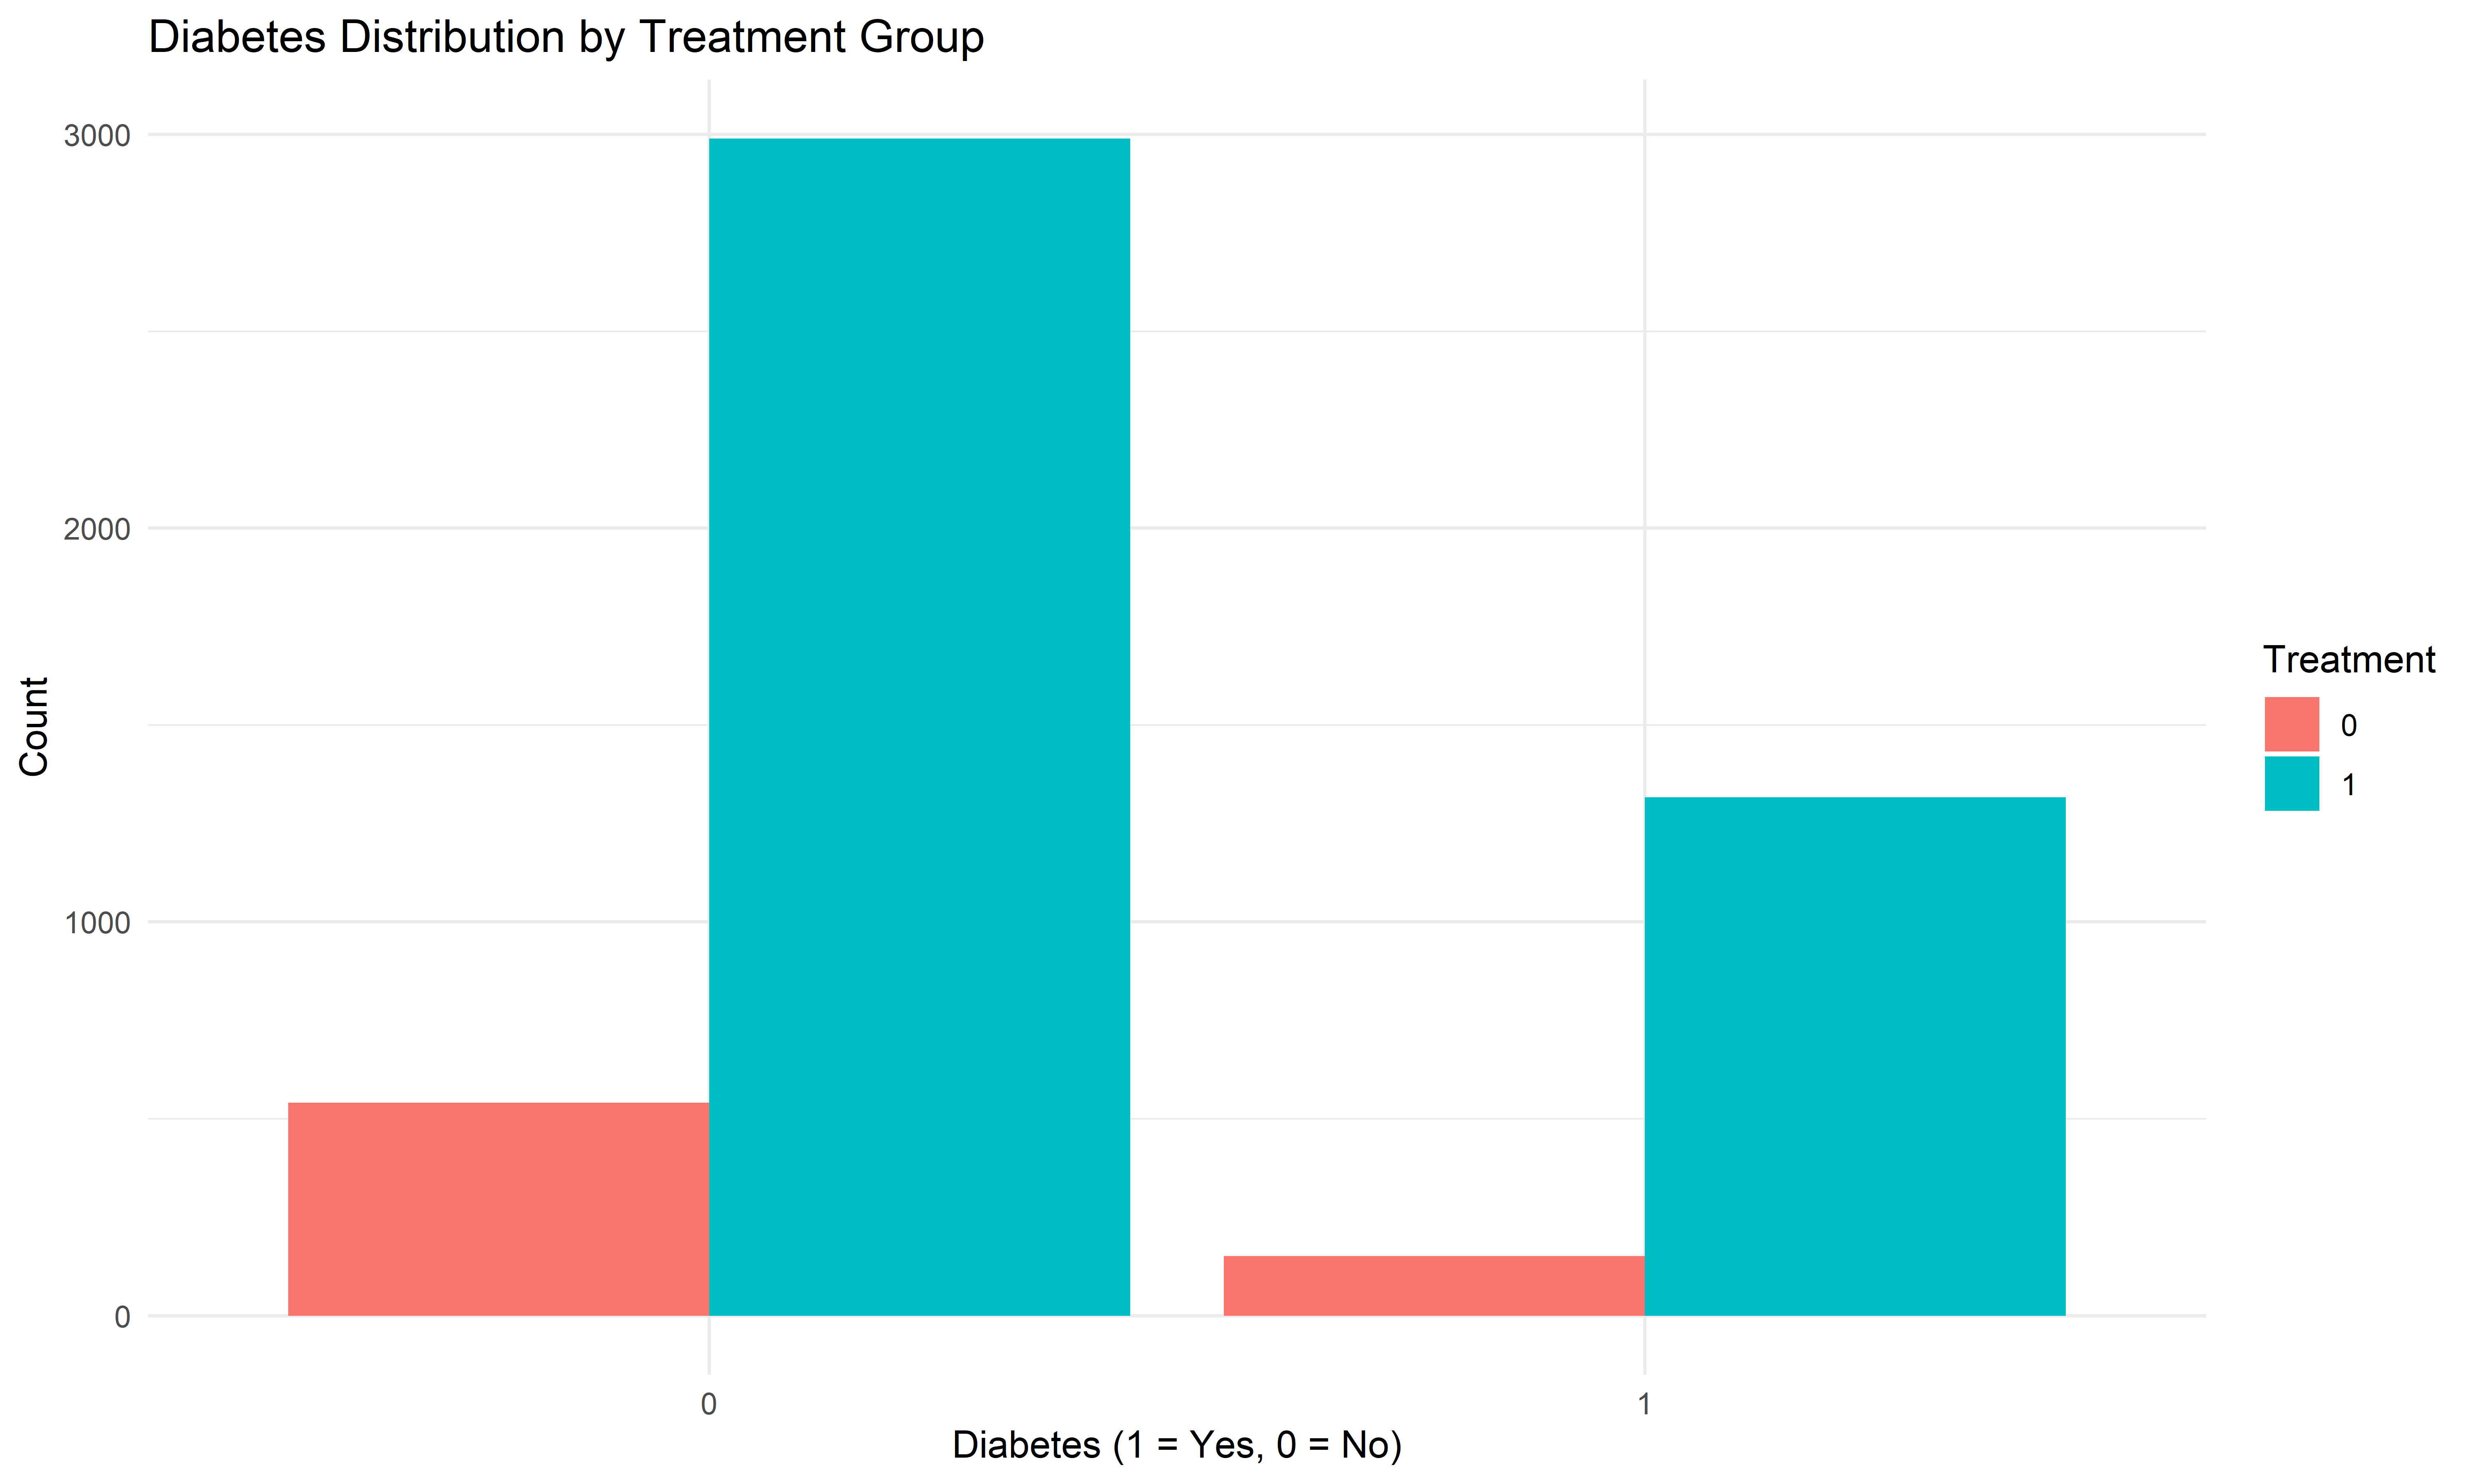 Diabetes Distribution by Treatment Group
3000
2000
1000
0
Count
0
1
Diabetes (1 = Yes, 0 = No)
Treatment
0
1